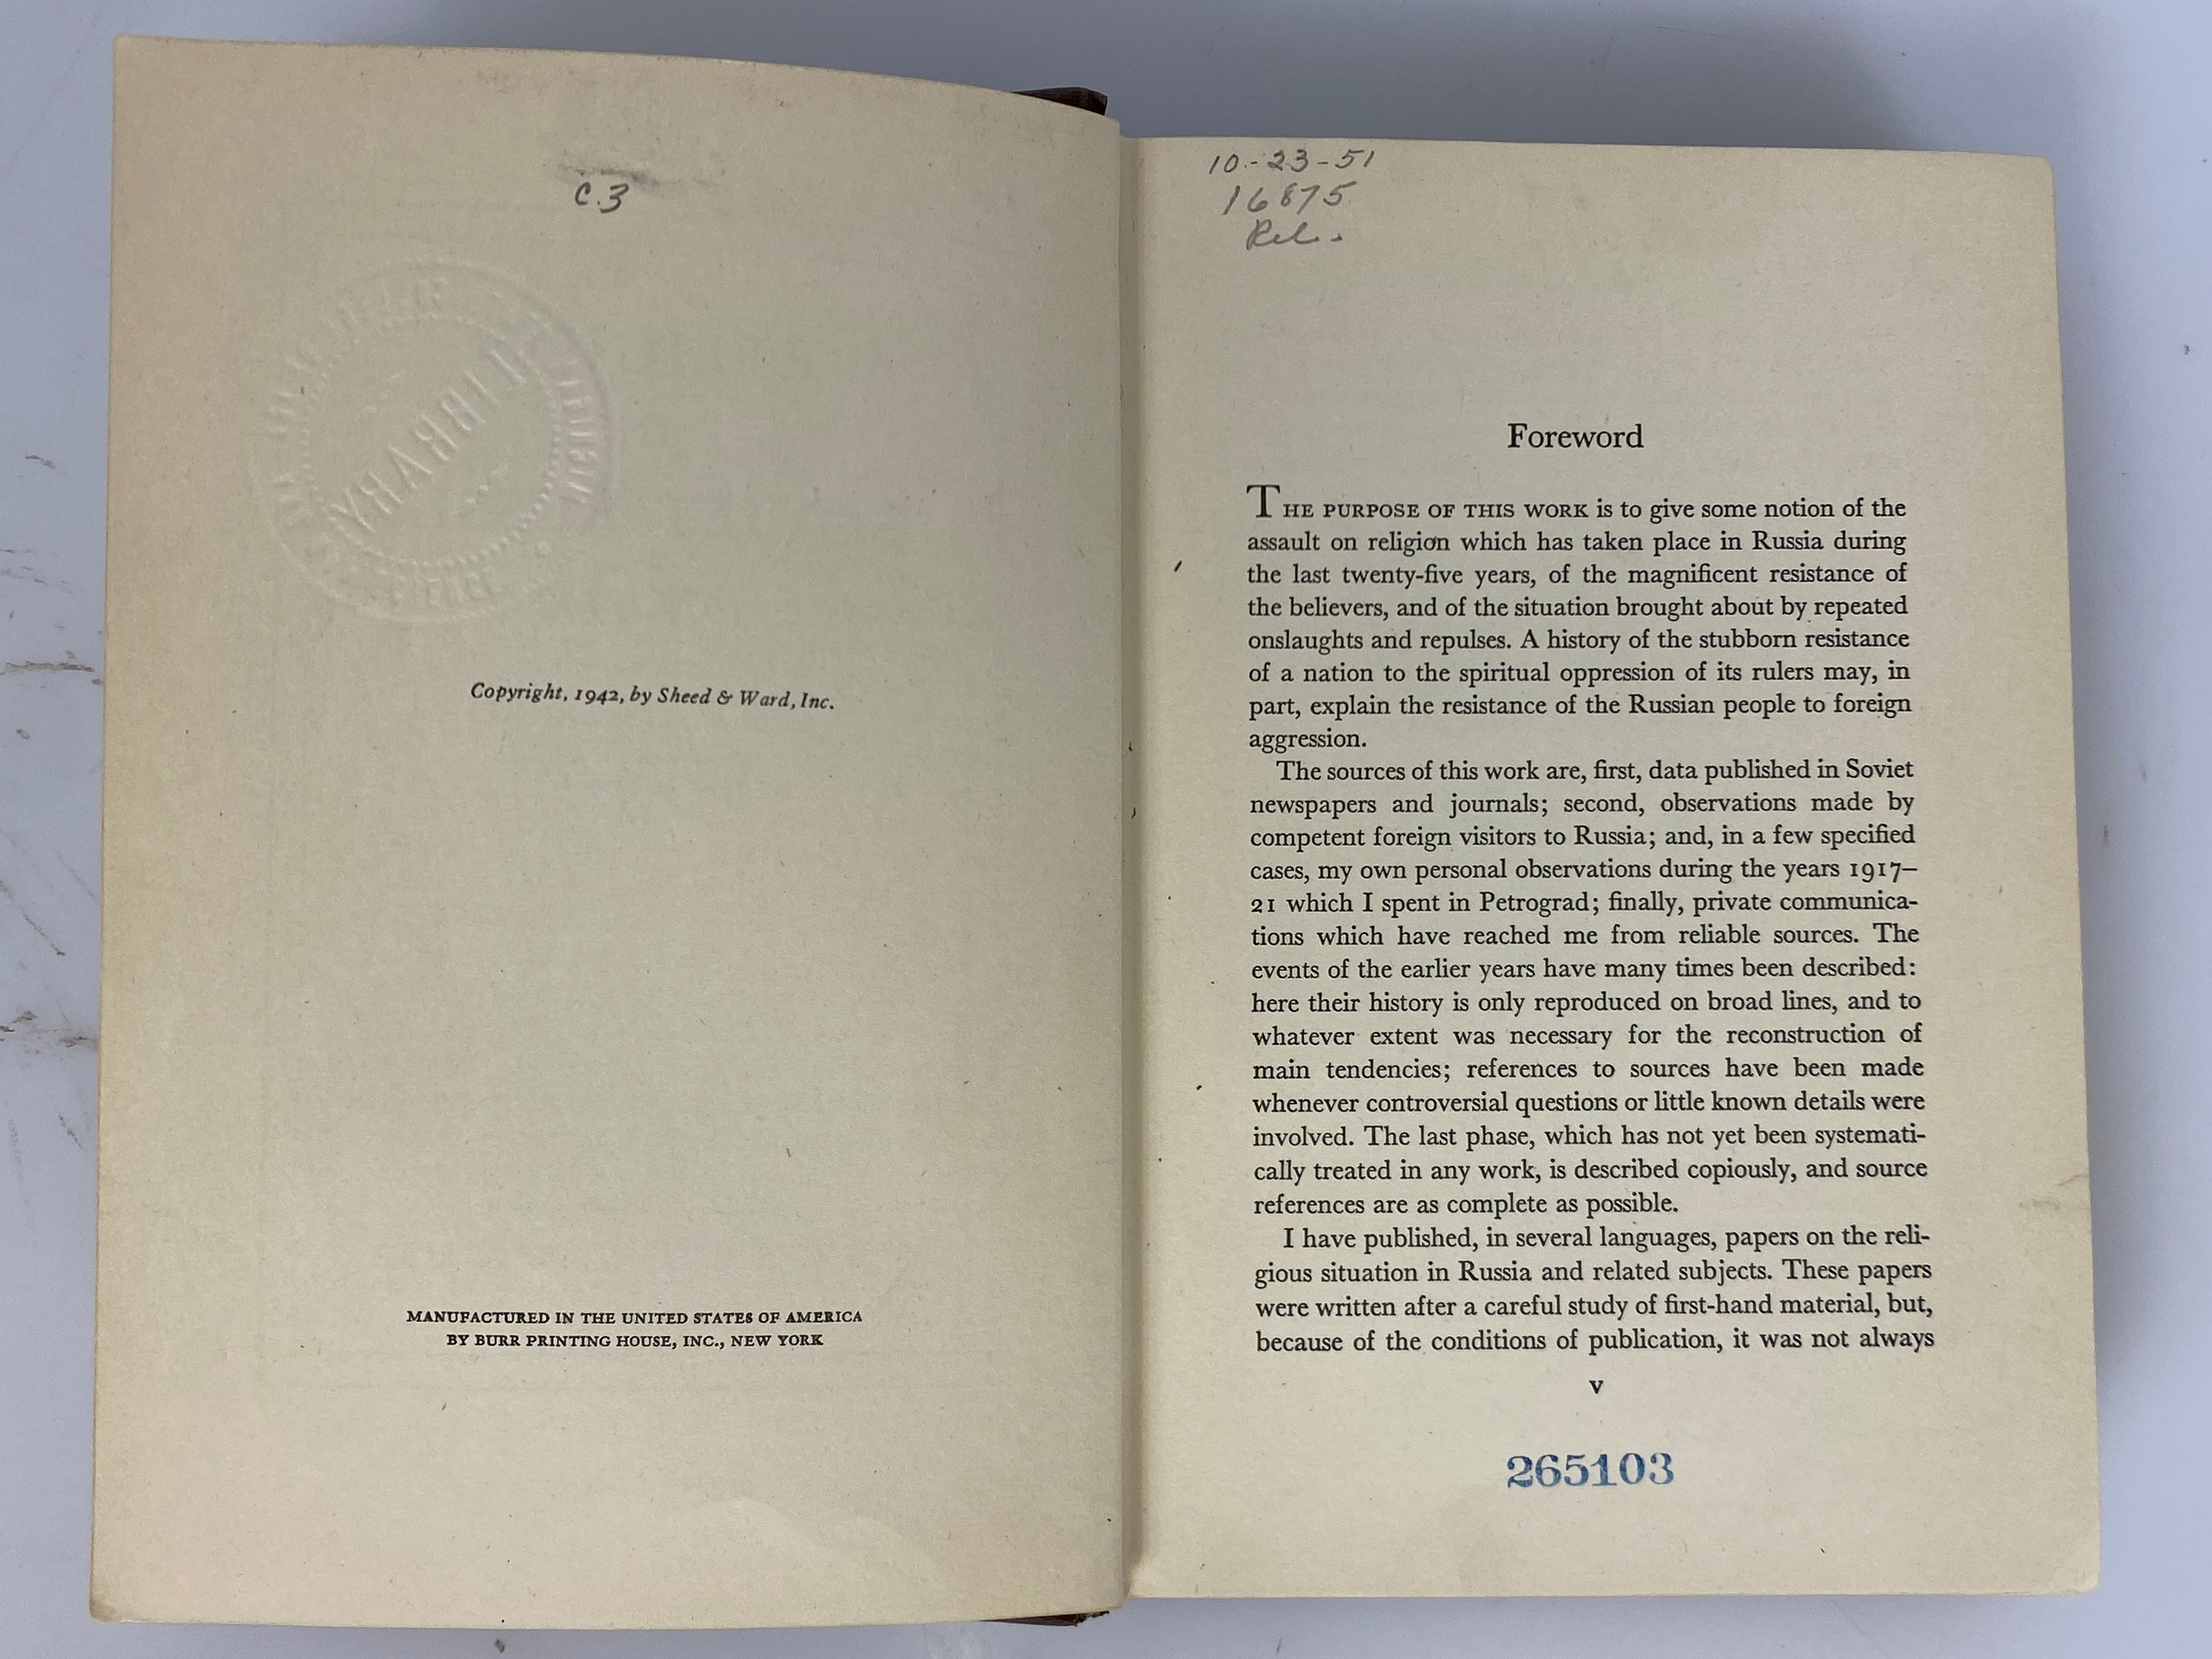 c.3
LIBRARY
Copyright, 1942, by Sheed & Ward, Inc.
MANUFACTURED IN THE UNITED STATES OF AMERICA
BY BURR PRINTING HOUSE, INC., NEW YORK
10-23-51
16875
Rel.
Foreword
THE PURPOSE OF THIS WORK is to give some notion of the
assault on religion which has taken place in Russia during
the last twenty-five years, of the magnificent resistance of
the believers, and of the situation brought about by repeated
onslaughts and repulses. A history of the stubborn resistance
of a nation to the spiritual oppression of its rulers may, in
part, explain the resistance of the Russian people to foreign
aggression.
The sources of this work are, first, data published in Soviet
newspapers and journals; second, observations made by
competent foreign visitors to Russia; and, in a few specified
cases, my own personal observations during the years 1917–
21 which I spent in Petrograd; finally, private communica-
tions which have reached me from reliable sources. The
events of the earlier years have many times been described:
here their history is only reproduced on broad lines, and to
whatever extent was necessary for the reconstruction of
main tendencies; references to sources have been made
whenever controversial questions or little known details were
involved. The last phase, which has not yet been systemati-
cally treated in any work, is described copiously, and source
references are as complete as possible.
I have published, in several languages, papers on the reli-
gious situation in Russia and related subjects. These papers
were written after a careful study of first-hand material, but,
because of the conditions of publication, it was not always
v
265103